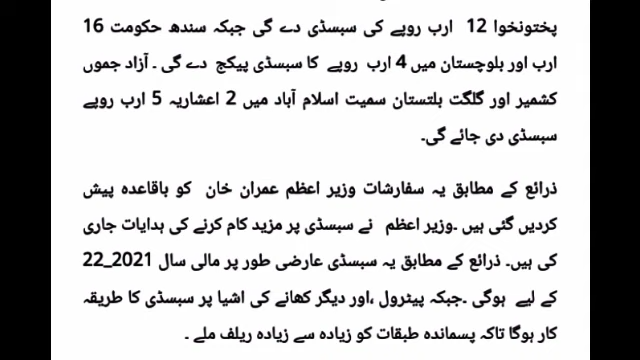 پختونخوا 12 ارب روپے کی سبسڈی دے گی جبکہ سندھ حکومت 16
ارب اور بلوچستان میں 4 ارب روپے کا سبسڈی پیکج دے گی ۔ آزاد جموں
کشمیر اور گلگت بلتستان سمیت اسلام آباد میں 2 اعشاریہ 5 ارب روپے
سبسڈی دی جائے گی۔
ذرائع کے مطابق یہ سفارشات وزیر اعظم عمران خان کو باقاعدہ پیش
کردیں گئی ہیں ۔وزیر اعظم نے سبسڈی پر مزید کام کرنے کی ہدایات جاری
کی ہیں۔ ذرائع کے مطابق یہ سبسڈی عارضی طور پر مالی سال 2021_22
کے لیے ہوگی ۔جبکہ پیٹرول ،اور دیگر کھانے کی اشیا پر سبسڈی کا طریقہ
کار ہوگا تاکہ پسماندہ طبقات کو زیادہ سے زیادہ ریلف ملے ۔